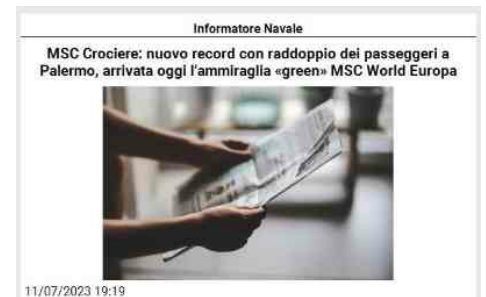 Informatore Navale
MSC Crociere: nuovo record con raddoppio dei passeggeri a
Palermo, arrivata oggi l'ammiraglia «green» MSC World Europa
11/07/2023 19:19